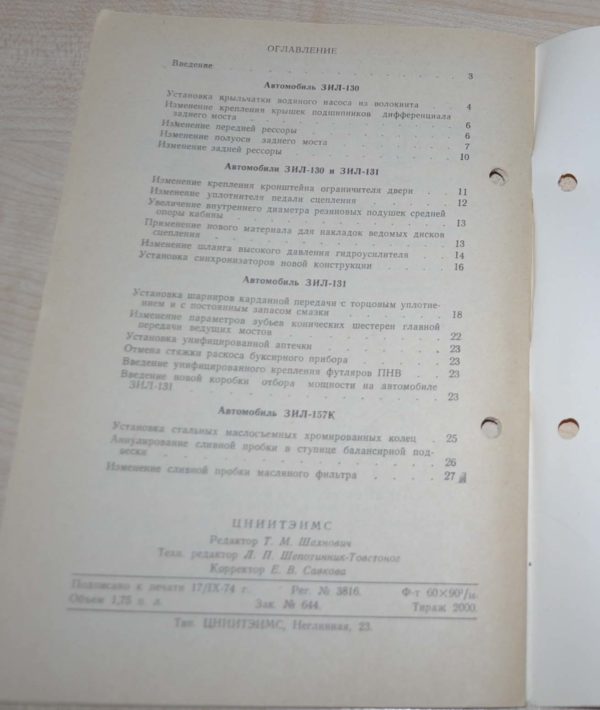 ОГЛАВЛЕНИЕ
Введение 3
Автомобиль ЗИЛ-130
Установка крыльчатки водяного насоса из волокнита 4
Изменение крепления крышек подшипников дифференциала
заднего моста 6
Изменение передней рессоры 6
Изменение полуоси заднего моста 7
Изменение задней рессоры 10
Автомобили ЗИЛ-130 и ЗИЛ-131
Изменение крепления кронштейна ограничителя двери 11
Изменение уплотнителя педали сцепления 12
Увеличение внутреннего диаметра резиновых подушек средней
опоры кабины 13
Применение нового материала для накладок ведомых дисков
сцепления 13
Изменение шланга высокого давления гидроусилителя 14
Установка синхронизаторов новой конструкции 16
Автомобиль ЗИЛ-131
Установка шарниров карданной передачи с торцовым уплотне-
нием и с постоянным запасом смазки 18
Изменение параметров зубьев конических шестерен главной
передачи ведущих мостов 22
Установка унифицированной аптечки 23
Отмена стяжки раскоса буксирного прибора 23
Введение унифицированного крепления футляров ПНВ 23
Введение новой коробки отбора мощности на автомобиле
ЗИЛ-131 23
Автомобиль ЗИЛ-157К
Установка стальных маслосъемных хромированных колец 25
Аннулирование сливной пробки в ступице балансирной под-
вески 26
Изменение сливной пробки масляного фильтра 27
ЦНИИТЭИМС
Редактор Т. М. Шахнович
Техн. редактор Л. П. Шепотинник-Товстоног
Корректор Е. В. Савкова
Подписано к печати 17/IX-74 г. Рег. № 3816. Ф-т 60×90¹/₁₆
Объем 1,75 п. л. Зак. № 644. Тираж 2000.
Тип. ЦНИИТЭИМС, Неглинная, 23.